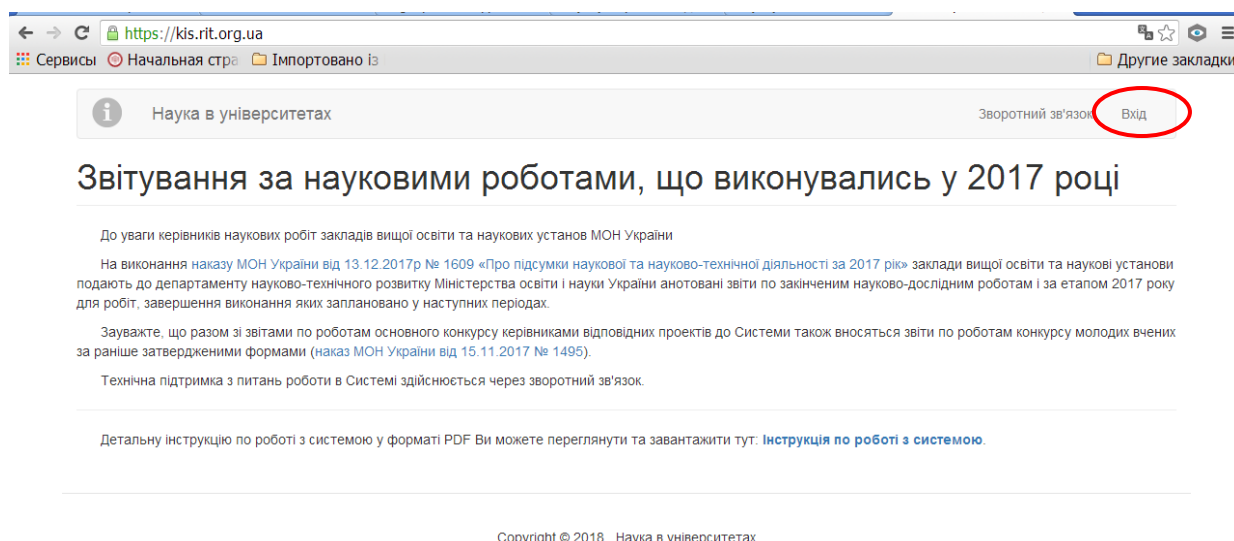 https://kis.rit.org.ua
Сервисы Начальная стра Імпортовано із Другие закладки
Наука в університетах Зворотний зв'язок Вхід
Звітування за науковими роботами, що виконувались у 2017 році
До уваги керівників наукових робіт закладів вищої освіти та наукових установ МОН України
На виконання наказу МОН України від 13.12.2017р № 1609 «Про підсумки наукової та науково-технічної діяльності за 2017 рік» заклади вищої освіти та наукові установи
подають до департаменту науково-технічного розвитку Міністерства освіти і науки України анотовані звіти по закінченим науково-дослідним роботам і за етапом 2017 року
для робіт, завершення виконання яких заплановано у наступних періодах.
Зауважте, що разом зі звітами по роботам основного конкурсу керівниками відповідних проектів до Системи також вносяться звіти по роботам конкурсу молодих вчених
за раніше затвердженими формами (наказ МОН України від 15.11.2017 № 1495).
Технічна підтримка з питань роботи в Системі здійснюється через зворотний зв'язок.
Детальну інструкцію по роботі з системою у форматі PDF Ви можете переглянути та завантажити тут: Інструкція по роботі з системою.
Copyright © 2018 Наука в університетах